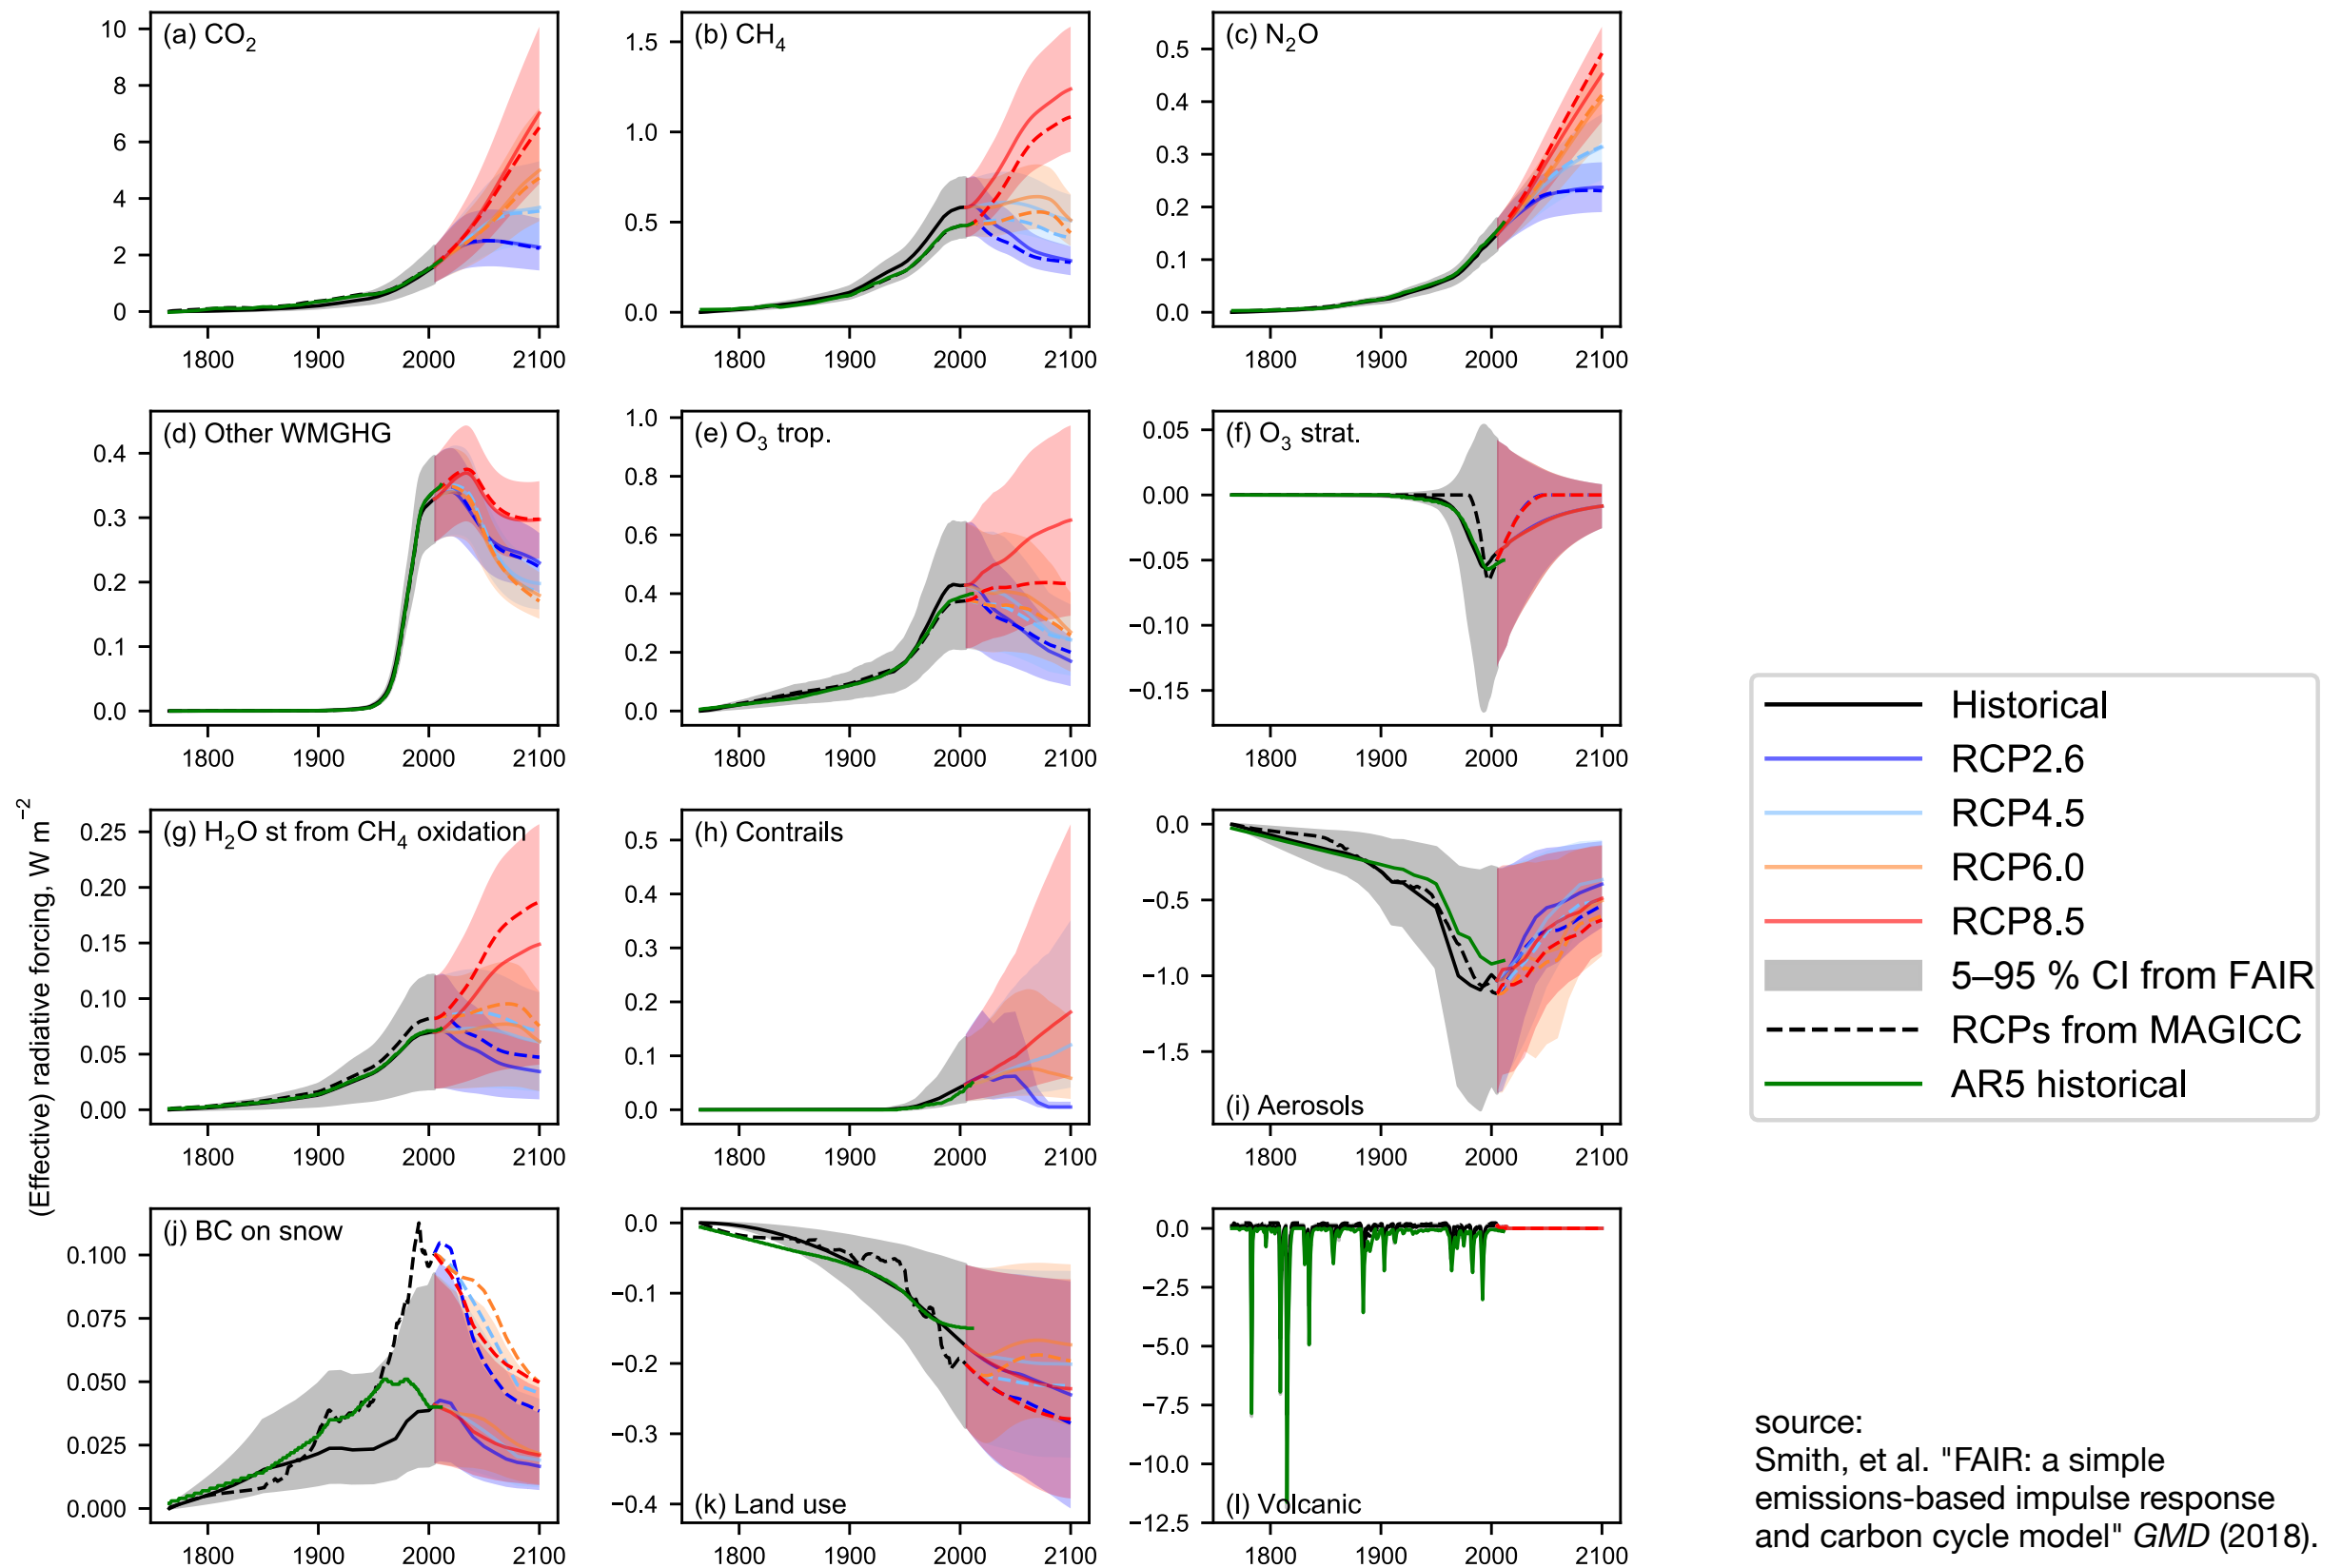 (a) CO₂
10
8
6
4
2
0
1800 1900 2000 2100
(b) CH₄
1.5
1.0
0.5
0.0
1800 1900 2000 2100
(c) N₂O
0.5
0.4
0.3
0.2
0.1
0.0
1800 1900 2000 2100
(d) Other WMGHG
0.4
0.3
0.2
0.1
0.0
1800 1900 2000 2100
(e) O₃ trop.
1.0
0.8
0.6
0.4
0.2
0.0
1800 1900 2000 2100
(f) O₃ strat.
0.05
0.00
−0.05
−0.10
−0.15
1800 1900 2000 2100
(Effective) radiative forcing, W m⁻²
(g) H₂O st from CH₄ oxidation
0.25
0.20
0.15
0.10
0.05
0.00
1800 1900 2000 2100
(h) Contrails
0.5
0.4
0.3
0.2
0.1
0.0
1800 1900 2000 2100
0.0
−0.5
−1.0
−1.5
(i) Aerosols
1800 1900 2000 2100
(j) BC on snow
0.100
0.075
0.050
0.025
0.000
1800 1900 2000 2100
0.0
−0.1
−0.2
−0.3
−0.4
(k) Land use
1800 1900 2000 2100
0.0
−2.5
−5.0
−7.5
−10.0
−12.5
(l) Volcanic
1800 1900 2000 2100
Historical
RCP2.6
RCP4.5
RCP6.0
RCP8.5
5–95 % CI from FAIR
RCPs from MAGICC
AR5 historical
source:
Smith, et al. "FAIR: a simple
emissions-based impulse response
and carbon cycle model" GMD (2018).